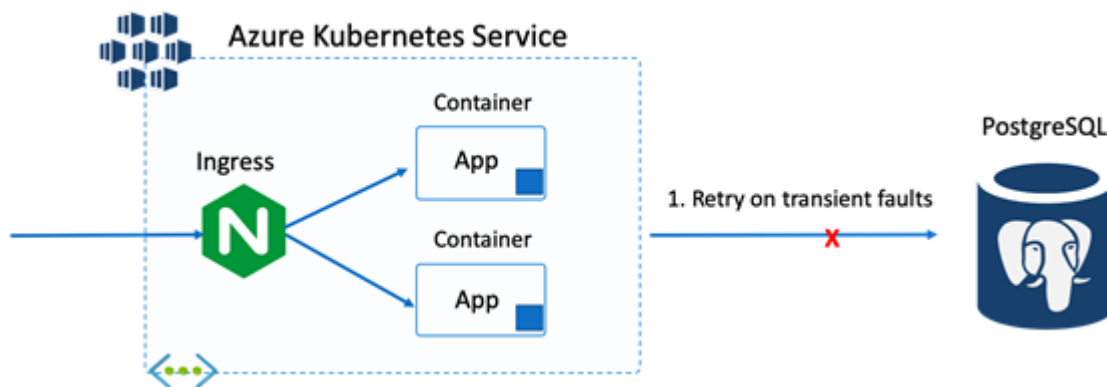 Azure Kubernetes Service
Container
PostgreSQL
App
Ingress
1. Retry on transient faults
N
Container
App